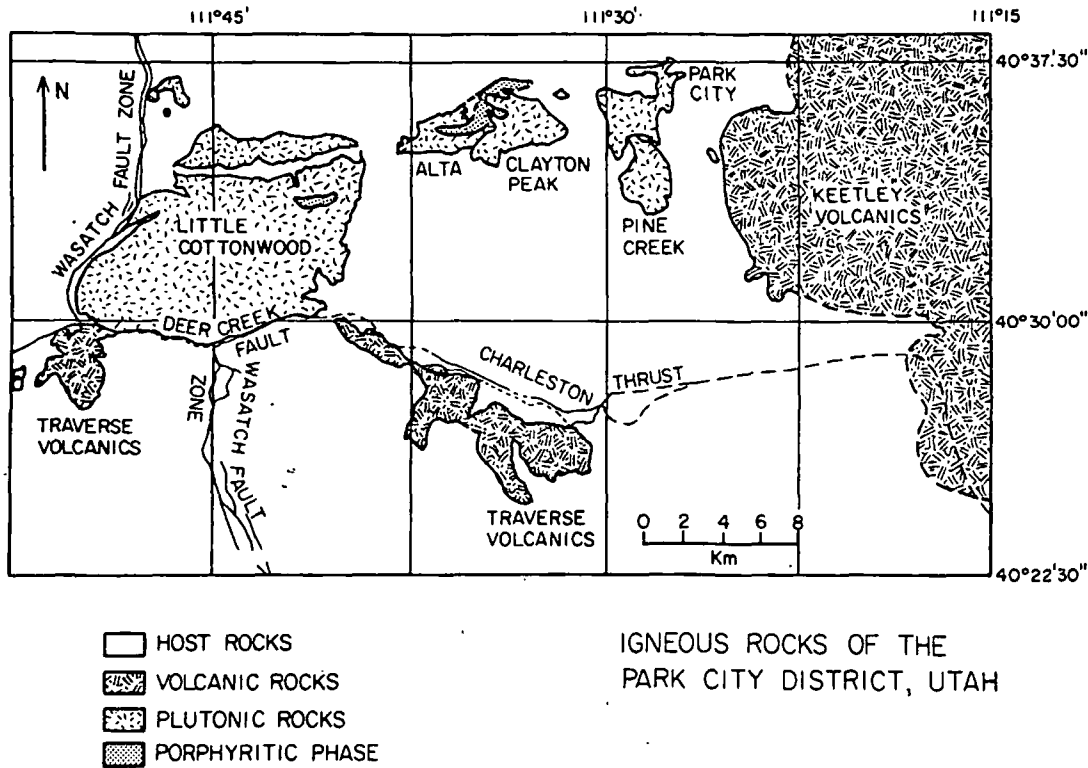 111°45'
111°30'
111°15
40°37'30"
N
WASATCH FAULT ZONE
PARK
CITY
ALTA
CLAYTON
PEAK
LITTLE
COTTONWOOD
PINE
CREEK
KEETLEY
VOLCANICS
DEER CREEK
FAULT
40°30'00"
CHARLESTON
THRUST
ZONE
WASATCH FAULT
TRAVERSE
VOLCANICS
TRAVERSE
VOLCANICS
0 2 4 6 8
Km
40°22'30"
HOST ROCKS
VOLCANIC ROCKS
PLUTONIC ROCKS
PORPHYRITIC PHASE
IGNEOUS ROCKS OF THE
PARK CITY DISTRICT, UTAH